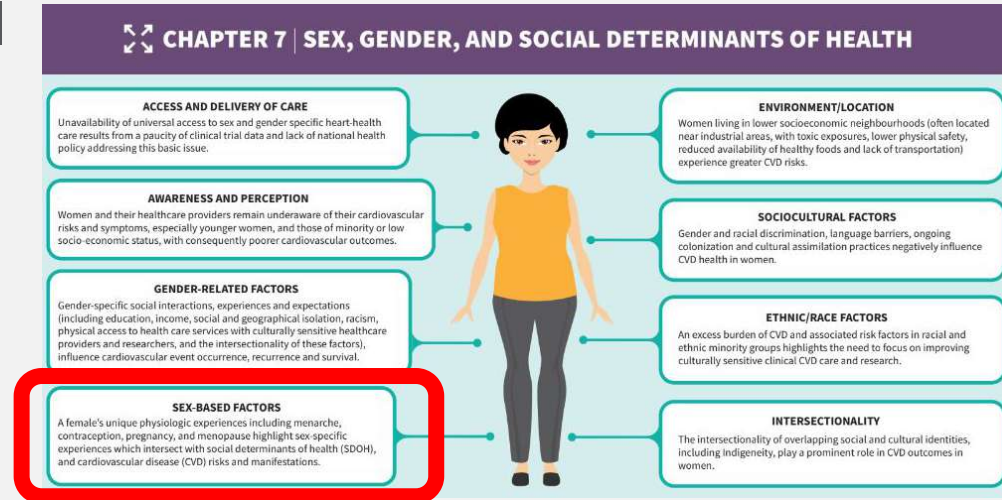 CHAPTER 7 | SEX, GENDER, AND SOCIAL DETERMINANTS OF HEALTH
ACCESS AND DELIVERY OF CARE
Unavailability of universal access to sex and gender specific heart-health
care results from a paucity of clinical trial data and lack of national health
policy addressing this basic issue.
AWARENESS AND PERCEPTION
Women and their healthcare providers remain underaware of their cardiovascular
risks and symptoms, especially younger women, and those of minority or low
socio-economic status, with consequently poorer cardiovascular outcomes.
GENDER-RELATED FACTORS
Gender-specific social interactions, experiences and expectations
(including education, income, social and geographical isolation, racism,
physical access to health care services with culturally sensitive healthcare
providers and researchers, and the intersectionality of these factors),
influence cardiovascular event occurrence, recurrence and survival.
SEX-BASED FACTORS
A female's unique physiologic experiences including menarche,
contraception, pregnancy, and menopause highlight sex-specific
experiences which intersect with social determinants of health (SDOH),
and cardiovascular disease (CVD) risks and manifestations.
ENVIRONMENT/LOCATION
Women living in lower socioeconomic neighbourhoods (often located
near industrial areas, with toxic exposures, lower physical safety,
reduced availability of healthy foods and lack of transportation)
experience greater CVD risks.
SOCIOCULTURAL FACTORS
Gender and racial discrimination, language barriers, ongoing
colonization and cultural assimilation practices negatively influence
CVD health in women.
ETHNIC/RACE FACTORS
An excess burden of CVD and associated risk factors in racial and
ethnic minority groups highlights the need to focus on improving
culturally sensitive clinical CVD care and research.
INTERSECTIONALITY
The intersectionality of overlapping social and cultural identities,
including Indigeneity, play a prominent role in CVD outcomes in
women.